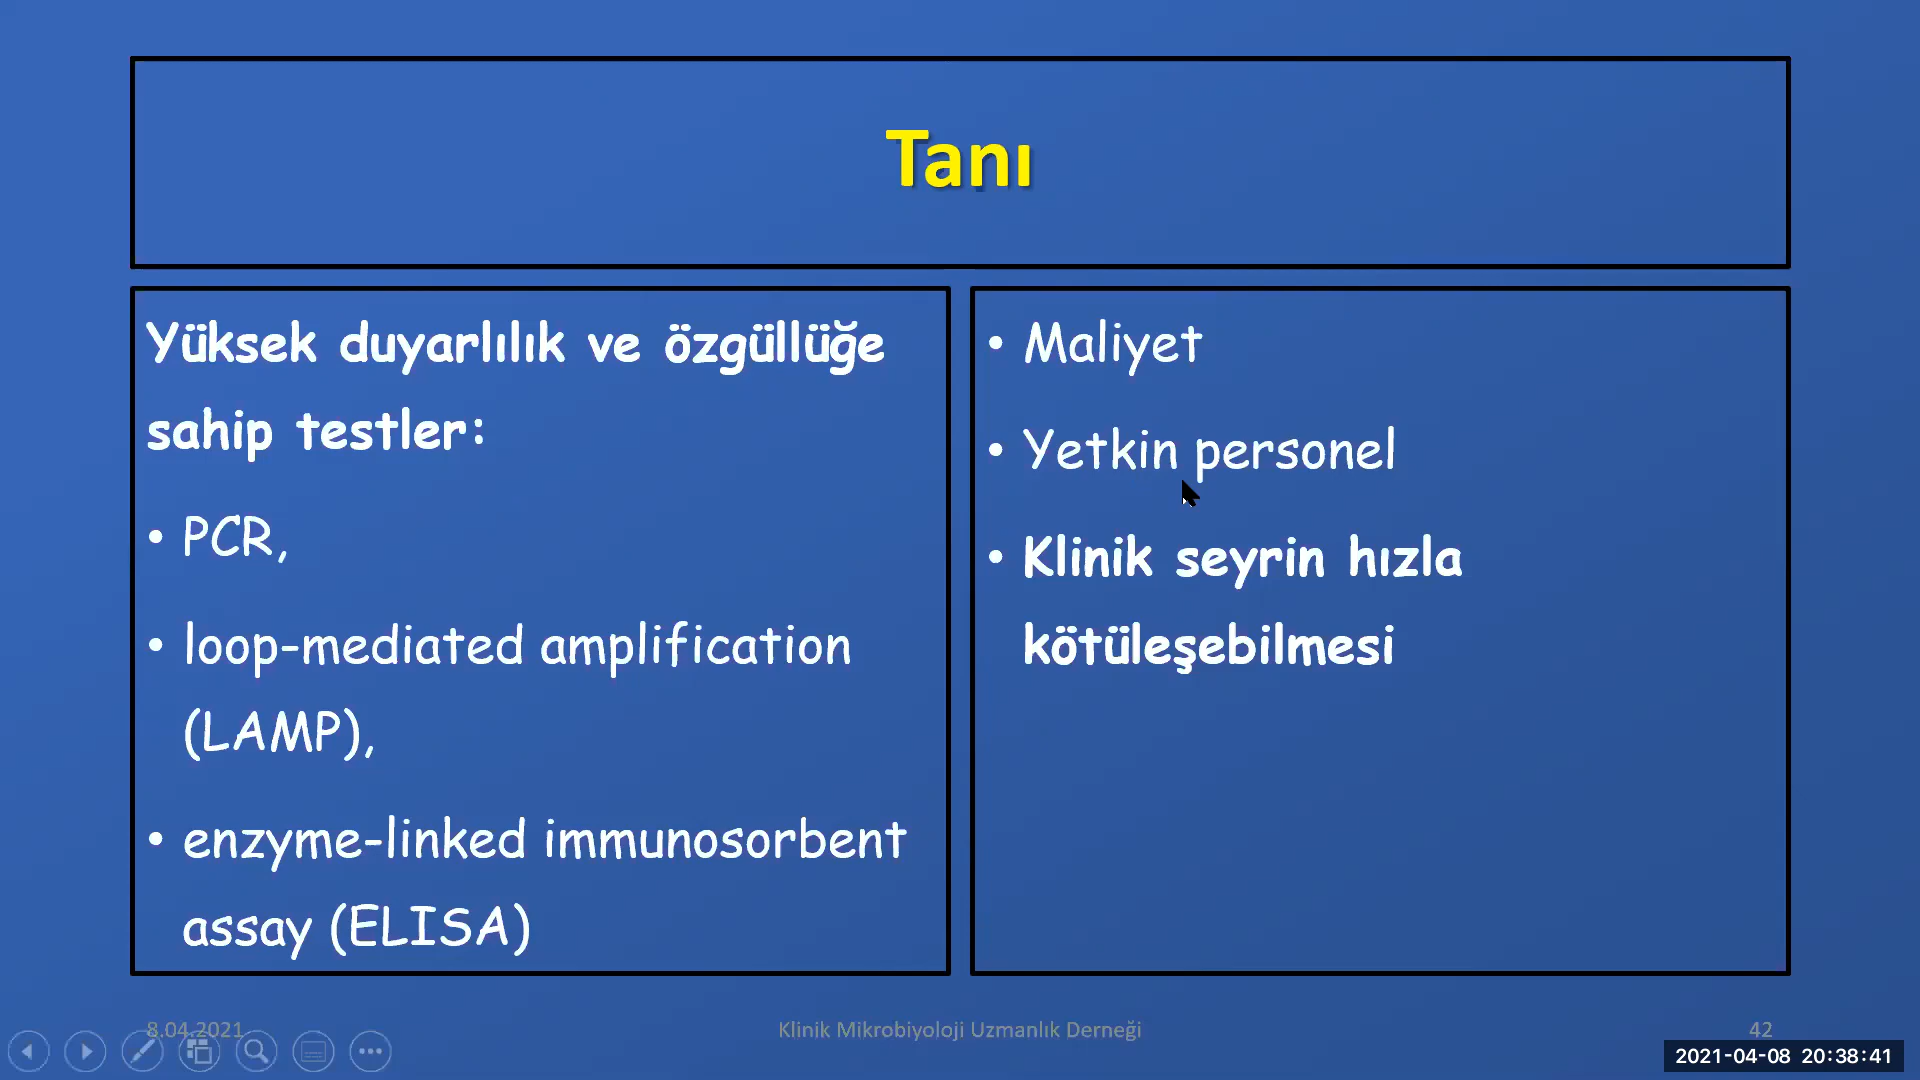 Tanı
Yüksek duyarlılık ve özgüllüğe
sahip testler:
• PCR,
• loop-mediated amplification
(LAMP),
• enzyme-linked immunosorbent
assay (ELISA)
• Maliyet
• Yetkin personel
• Klinik seyrin hızla
kötüleşebilmesi
8.04.2021
Klinik Mikrobiyoloji Uzmanlık Derneği
42
2021-04-08 20:38:41